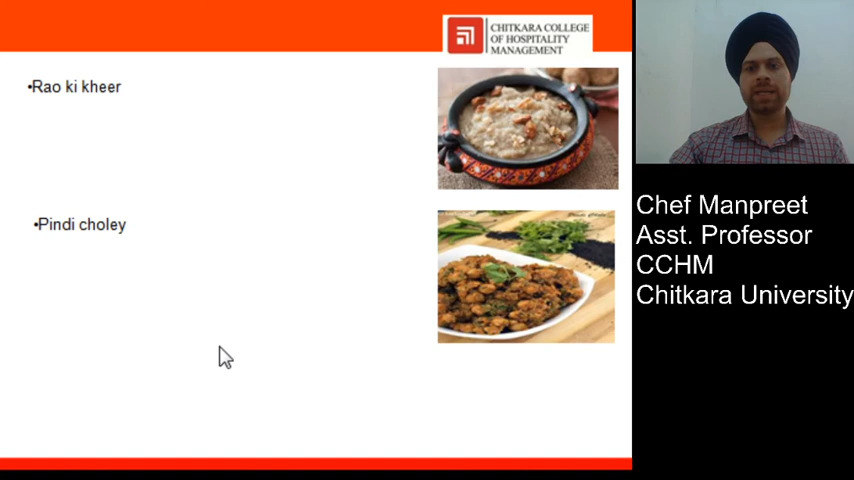 CHITKARA COLLEGE
OF HOSPITALITY
MANAGEMENT
•Rao ki kheer
•Pindi choley
Chef Manpreet
Asst. Professor
CCHM
Chitkara University